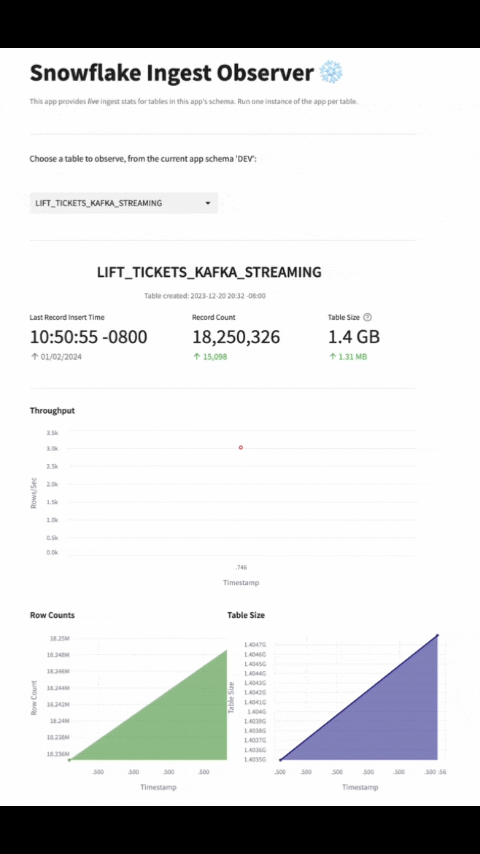 Snowflake Ingest Observer
This app provides live ingest stats for tables in this app's schema. Run one instance of the app per table.
Choose a table to observe, from the current app schema 'DEV':
LIFT_TICKETS_KAFKA_STREAMING
LIFT_TICKETS_KAFKA_STREAMING
Table created: 2023-12-20 20:32 -08:00
Last Record Insert Time
Record Count
Table Size
10:50:55 -0800
18,250,326
1.4 GB
↑ 01/02/2024
↑ 15,098
↑ 1.31 MB
Throughput
3.5k
3.0k
2.5k
2.0k
1.5k
1.0k
0.5k
0.0k
Rows/Sec
.746
Timestamp
Row Counts
18.25M
18.248M
18.246M
18.244M
18.242M
18.24M
18.238M
18.236M
Row Count
.500
.500
.500
.500
Timestamp
Table Size
1.4047G
1.4046G
1.4045G
1.4043G
1.4042G
1.4041G
1.404G
1.4039G
1.4038G
1.4037G
1.4036G
1.4035G
Table Size
.500
.500
.500
.500
.500
.500 :56
Timestamp